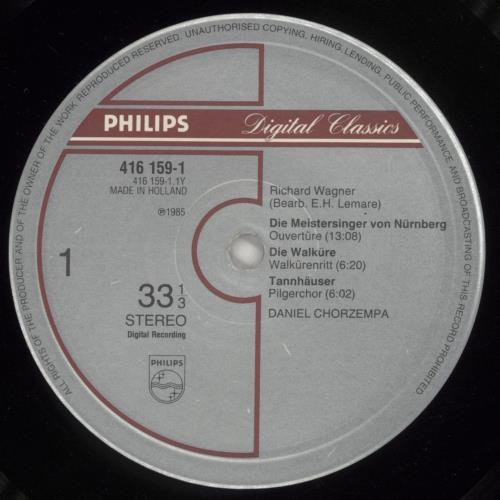 ALL RIGHTS OF THE PRODUCER AND OF THE OWNER OF THE WORK REPRODUCED RESERVED. UNAUTHORISED COPYING, HIRING, LENDING, PUBLIC PERFORMANCE AND BROADCASTING OF THIS RECORD PROHIBITED
PHILIPS
Digital Classics
416 159-1
416 159-1.1Y
MADE IN HOLLAND
℗1985
1
33 1/3
STEREO
Digital Recording
PHILIPS
Richard Wagner
(Bearb. E.H. Lemare)
Die Meistersinger von Nürnberg
Ouvertüre (13:08)
Die Walküre
Walkürenritt (6:20)
Tannhäuser
Pilgerchor (6:02)
DANIEL CHORZEMPA